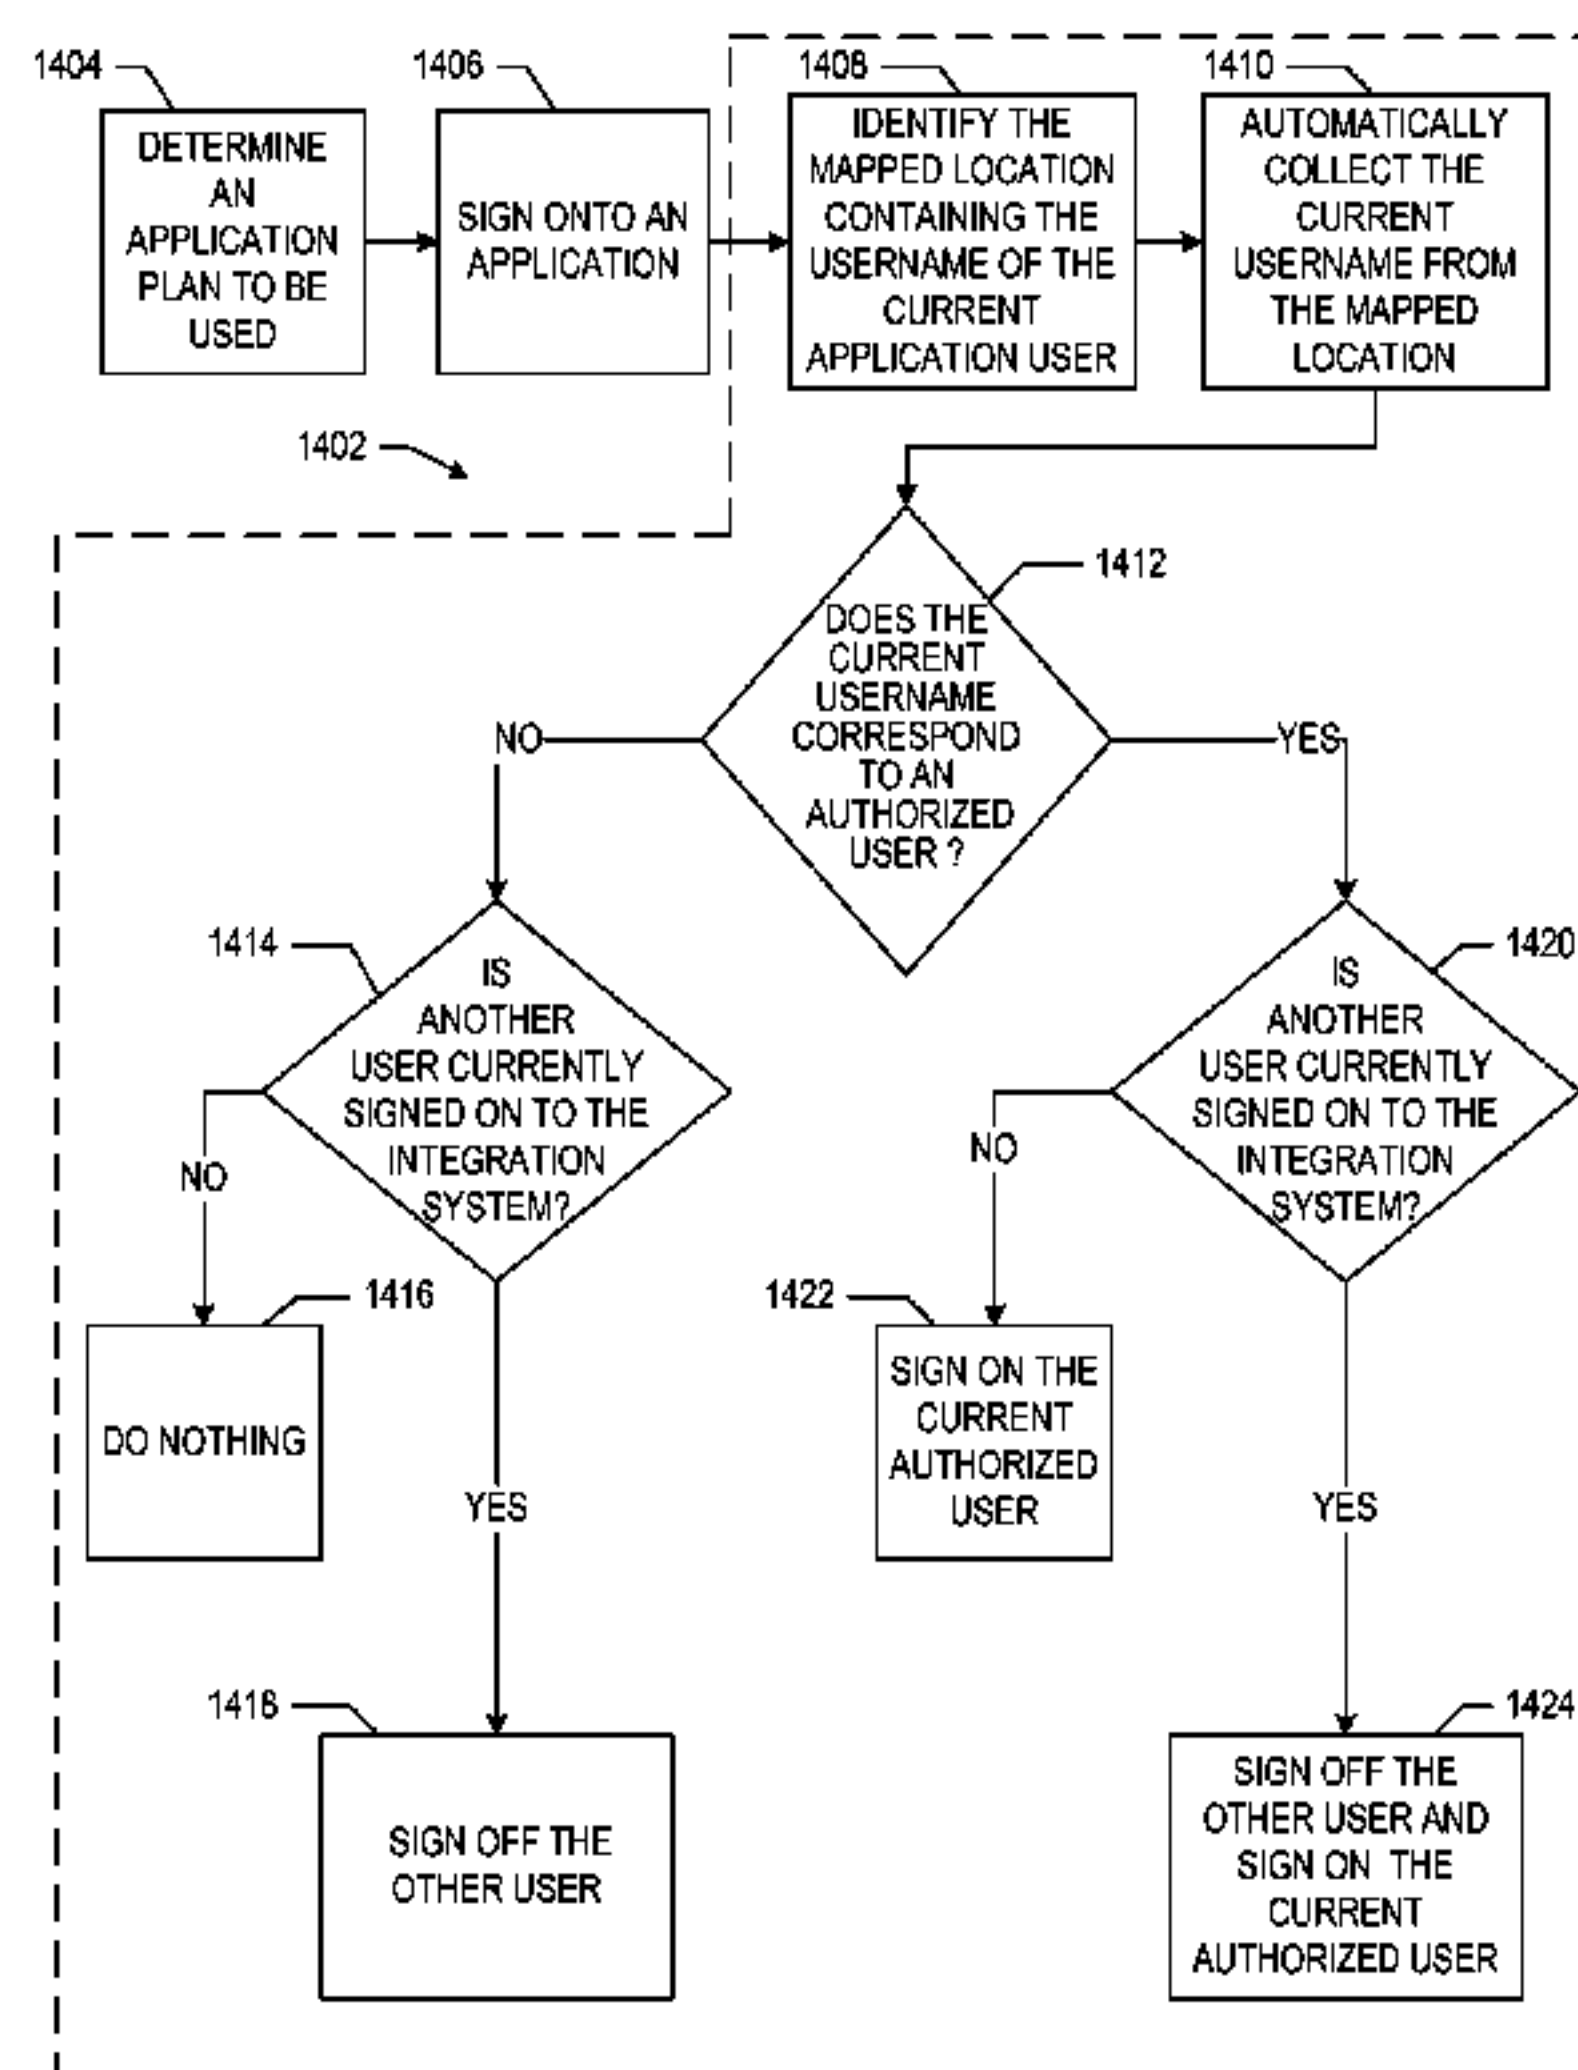 1404
1406
1408
1410
DETERMINE
AN
APPLICATION
PLAN TO BE
USED
SIGN ONTO AN
APPLICATION
IDENTIFY THE
MAPPED LOCATION
CONTAINING THE
USERNAME OF THE
CURRENT
APPLICATION USER
AUTOMATICALLY
COLLECT THE
CURRENT
USERNAME FROM
THE MAPPED
LOCATION
1402
1412
DOES THE
CURRENT
USERNAME
CORRESPOND
TO AN
AUTHORIZED
USER ?
NO
YES
1414
IS
ANOTHER
USER CURRENTLY
SIGNED ON TO THE
INTEGRATION
SYSTEM?
1420
IS
ANOTHER
USER CURRENTLY
SIGNED ON TO THE
INTEGRATION
SYSTEM?
NO
NO
1416
DO NOTHING
1422
SIGN ON THE
CURRENT
AUTHORIZED
USER
YES
YES
1418
SIGN OFF THE
OTHER USER
1424
SIGN OFF THE
OTHER USER AND
SIGN ON THE
CURRENT
AUTHORIZED USER